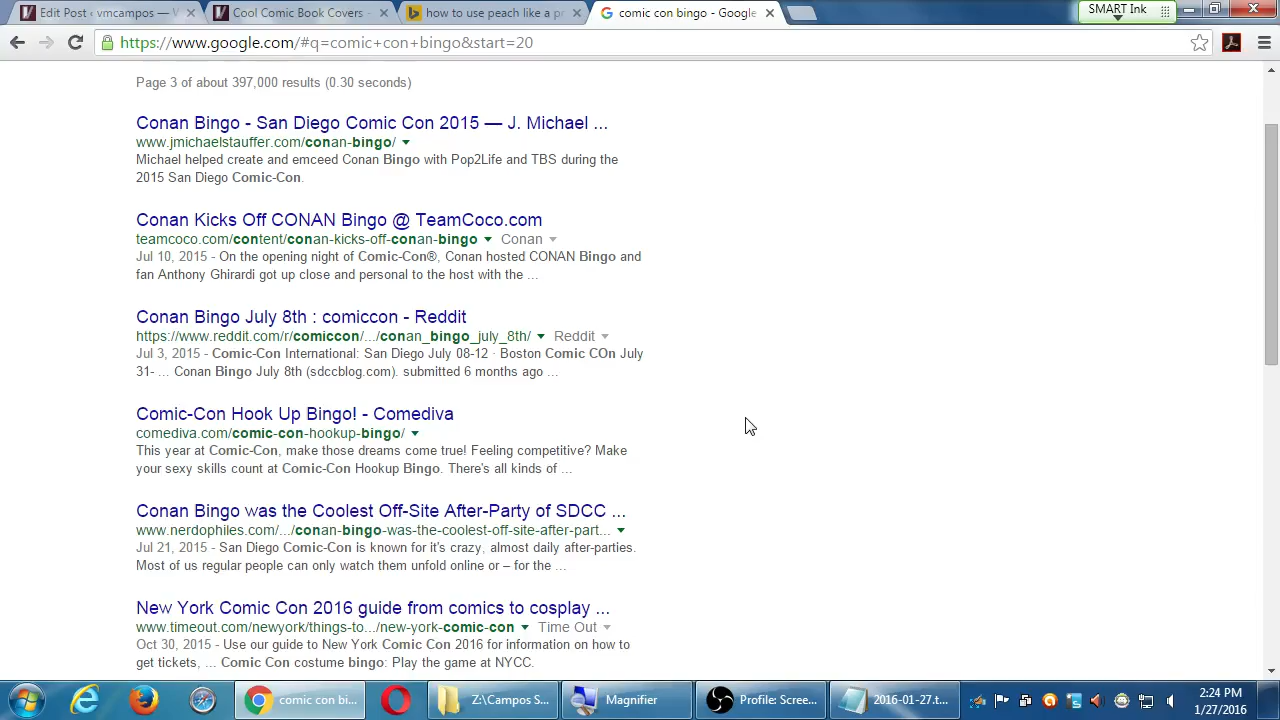 Edit Post ‹ vmcampos — W
Cool Comic Book Covers -
how to use peach like a pr
comic con bingo - Google
SMART Ink
https://www.google.com/#q=comic+con+bingo&start=20
Page 3 of about 397,000 results (0.30 seconds)
Conan Bingo - San Diego Comic Con 2015 — J. Michael ...
www.jmichaelstauffer.com/conan-bingo/
Michael helped create and emceed Conan Bingo with Pop2Life and TBS during the
2015 San Diego Comic-Con.
Conan Kicks Off CONAN Bingo @ TeamCoco.com
teamcoco.com/content/conan-kicks-off-conan-bingo Conan
Jul 10, 2015 - On the opening night of Comic-Con®, Conan hosted CONAN Bingo and
fan Anthony Ghirardi got up close and personal to the host with the ...
Conan Bingo July 8th : comiccon - Reddit
https://www.reddit.com/r/comiccon/.../conan_bingo_july_8th/ Reddit
Jul 3, 2015 - Comic-Con International: San Diego July 08-12 · Boston Comic COn July
31- ... Conan Bingo July 8th (sdccblog.com). submitted 6 months ago ...
Comic-Con Hook Up Bingo! - Comediva
comediva.com/comic-con-hookup-bingo/
This year at Comic-Con, make those dreams come true! Feeling competitive? Make
your sexy skills count at Comic-Con Hookup Bingo. There's all kinds of ...
Conan Bingo was the Coolest Off-Site After-Party of SDCC ...
www.nerdophiles.com/.../conan-bingo-was-the-coolest-off-site-after-part...
Jul 21, 2015 - San Diego Comic-Con is known for it's crazy, almost daily after-parties.
Most of us regular people can only watch them unfold online or – for the ...
New York Comic Con 2016 guide from comics to cosplay ...
www.timeout.com/newyork/things-to.../new-york-comic-con Time Out
Oct 30, 2015 - Use our guide to New York Comic Con 2016 for information on how to
get tickets, ... Comic Con costume bingo: Play the game at NYCC.
comic con bi...
Z:\Campos S...
Magnifier
Profile: Scree...
2016-01-27.t...
2:24 PM
1/27/2016